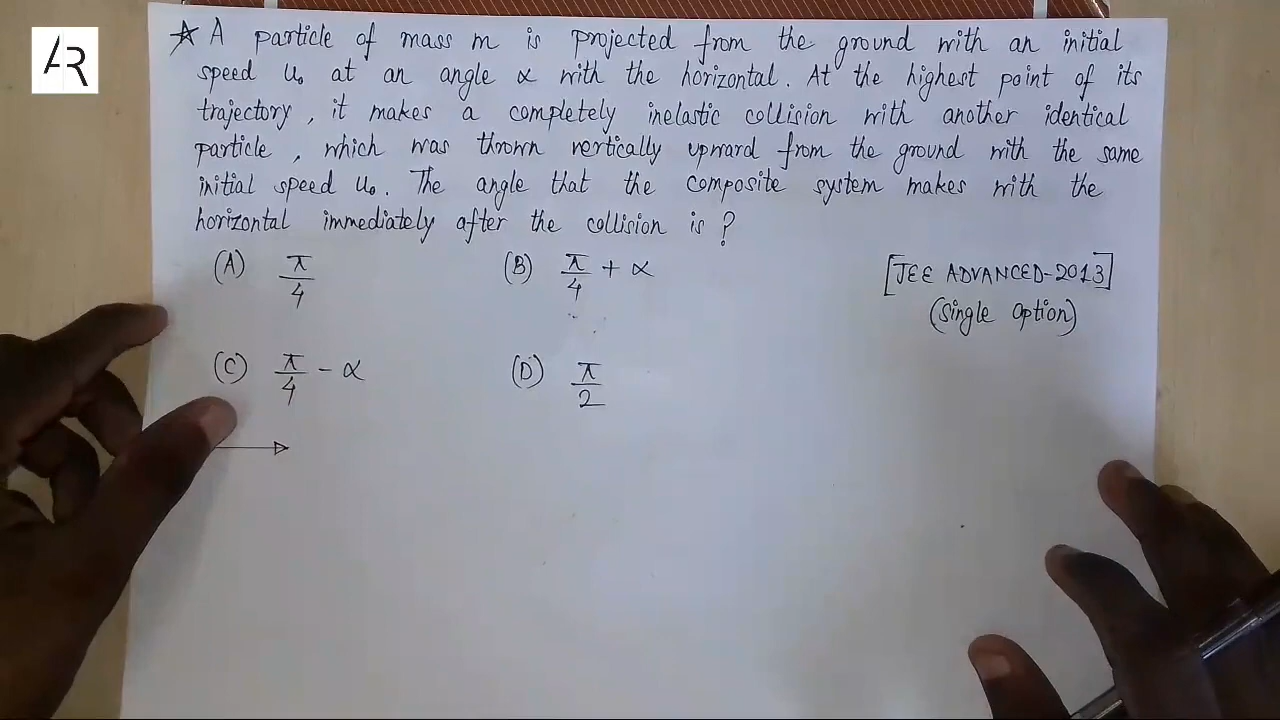 AR
☆ A particle of mass m is projected from the ground with an initial
speed u₀ at an angle α with the horizontal. At the highest point of its
trajectory, it makes a completely inelastic collision with another identical
particle, which was thrown vertically upward from the ground with the same
initial speed u₀. The angle that the composite system makes with the
horizontal immediately after the collision is ?
(A) π/4 (B) π/4 + α [JEE ADVANCED-2013]
(Single Option)
(C) π/4 - α (D) π/2